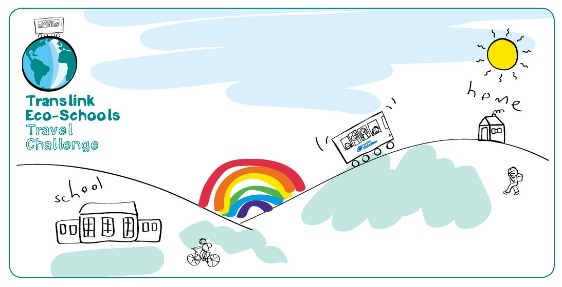 Translink
Eco-Schools
Travel
Challenge
home
school